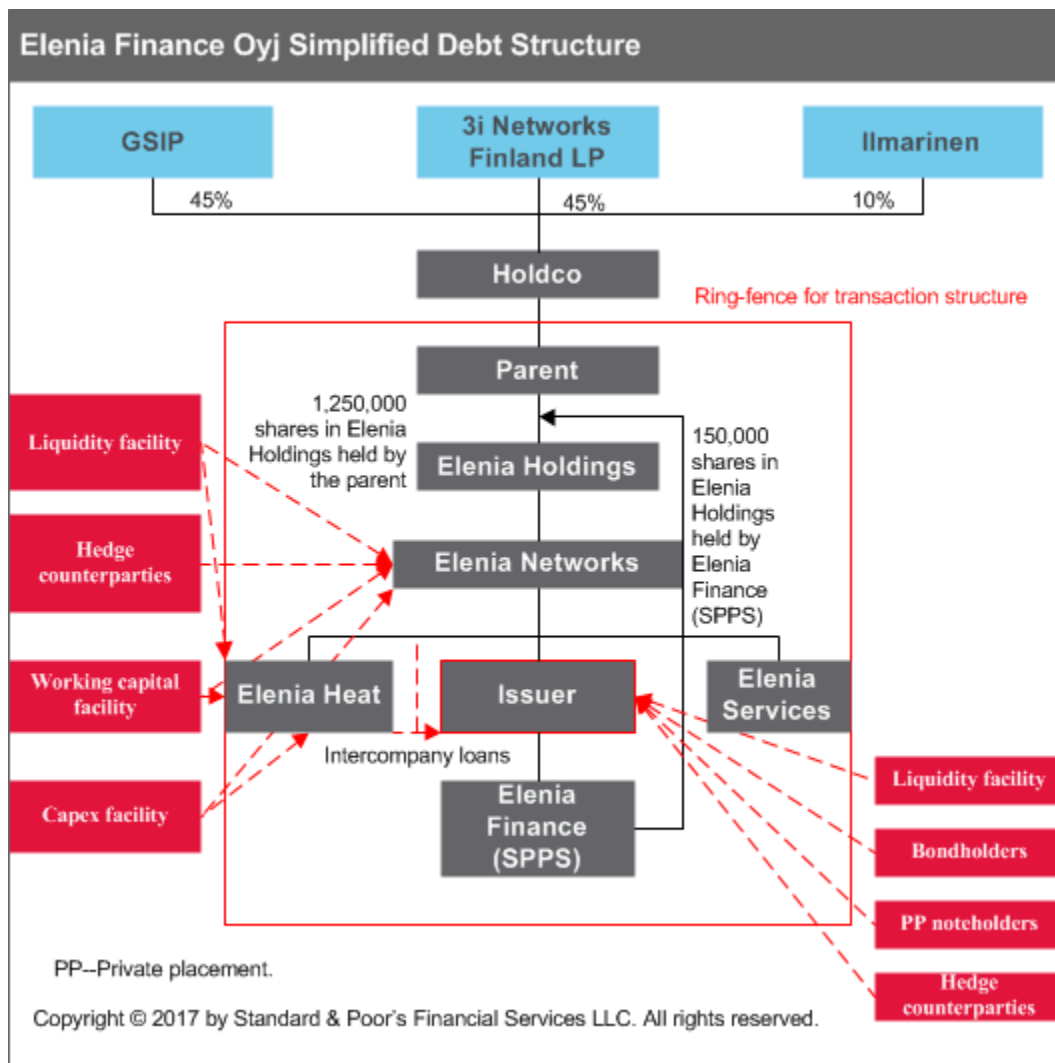 Elenia Finance Oyj Simplified Debt Structure
GSIP
3i Networks
Finland LP
Ilmarinen
45%
45%
10%
Holdco
Ring-fence for transaction structure
Parent
1,250,000
shares in Elenia
Holdings held by
the parent
150,000
shares in
Elenia
Holdings
held by
Elenia
Finance
(SPPS)
Liquidity facility
Elenia Holdings
Hedge
counterparties
Elenia Networks
Working capital
facility
Elenia Heat
Issuer
Elenia
Services
Intercompany loans
Capex facility
Elenia
Finance
(SPPS)
Liquidity facility
Bondholders
PP noteholders
Hedge
counterparties
PP--Private placement.
Copyright © 2017 by Standard & Poor's Financial Services LLC. All rights reserved.